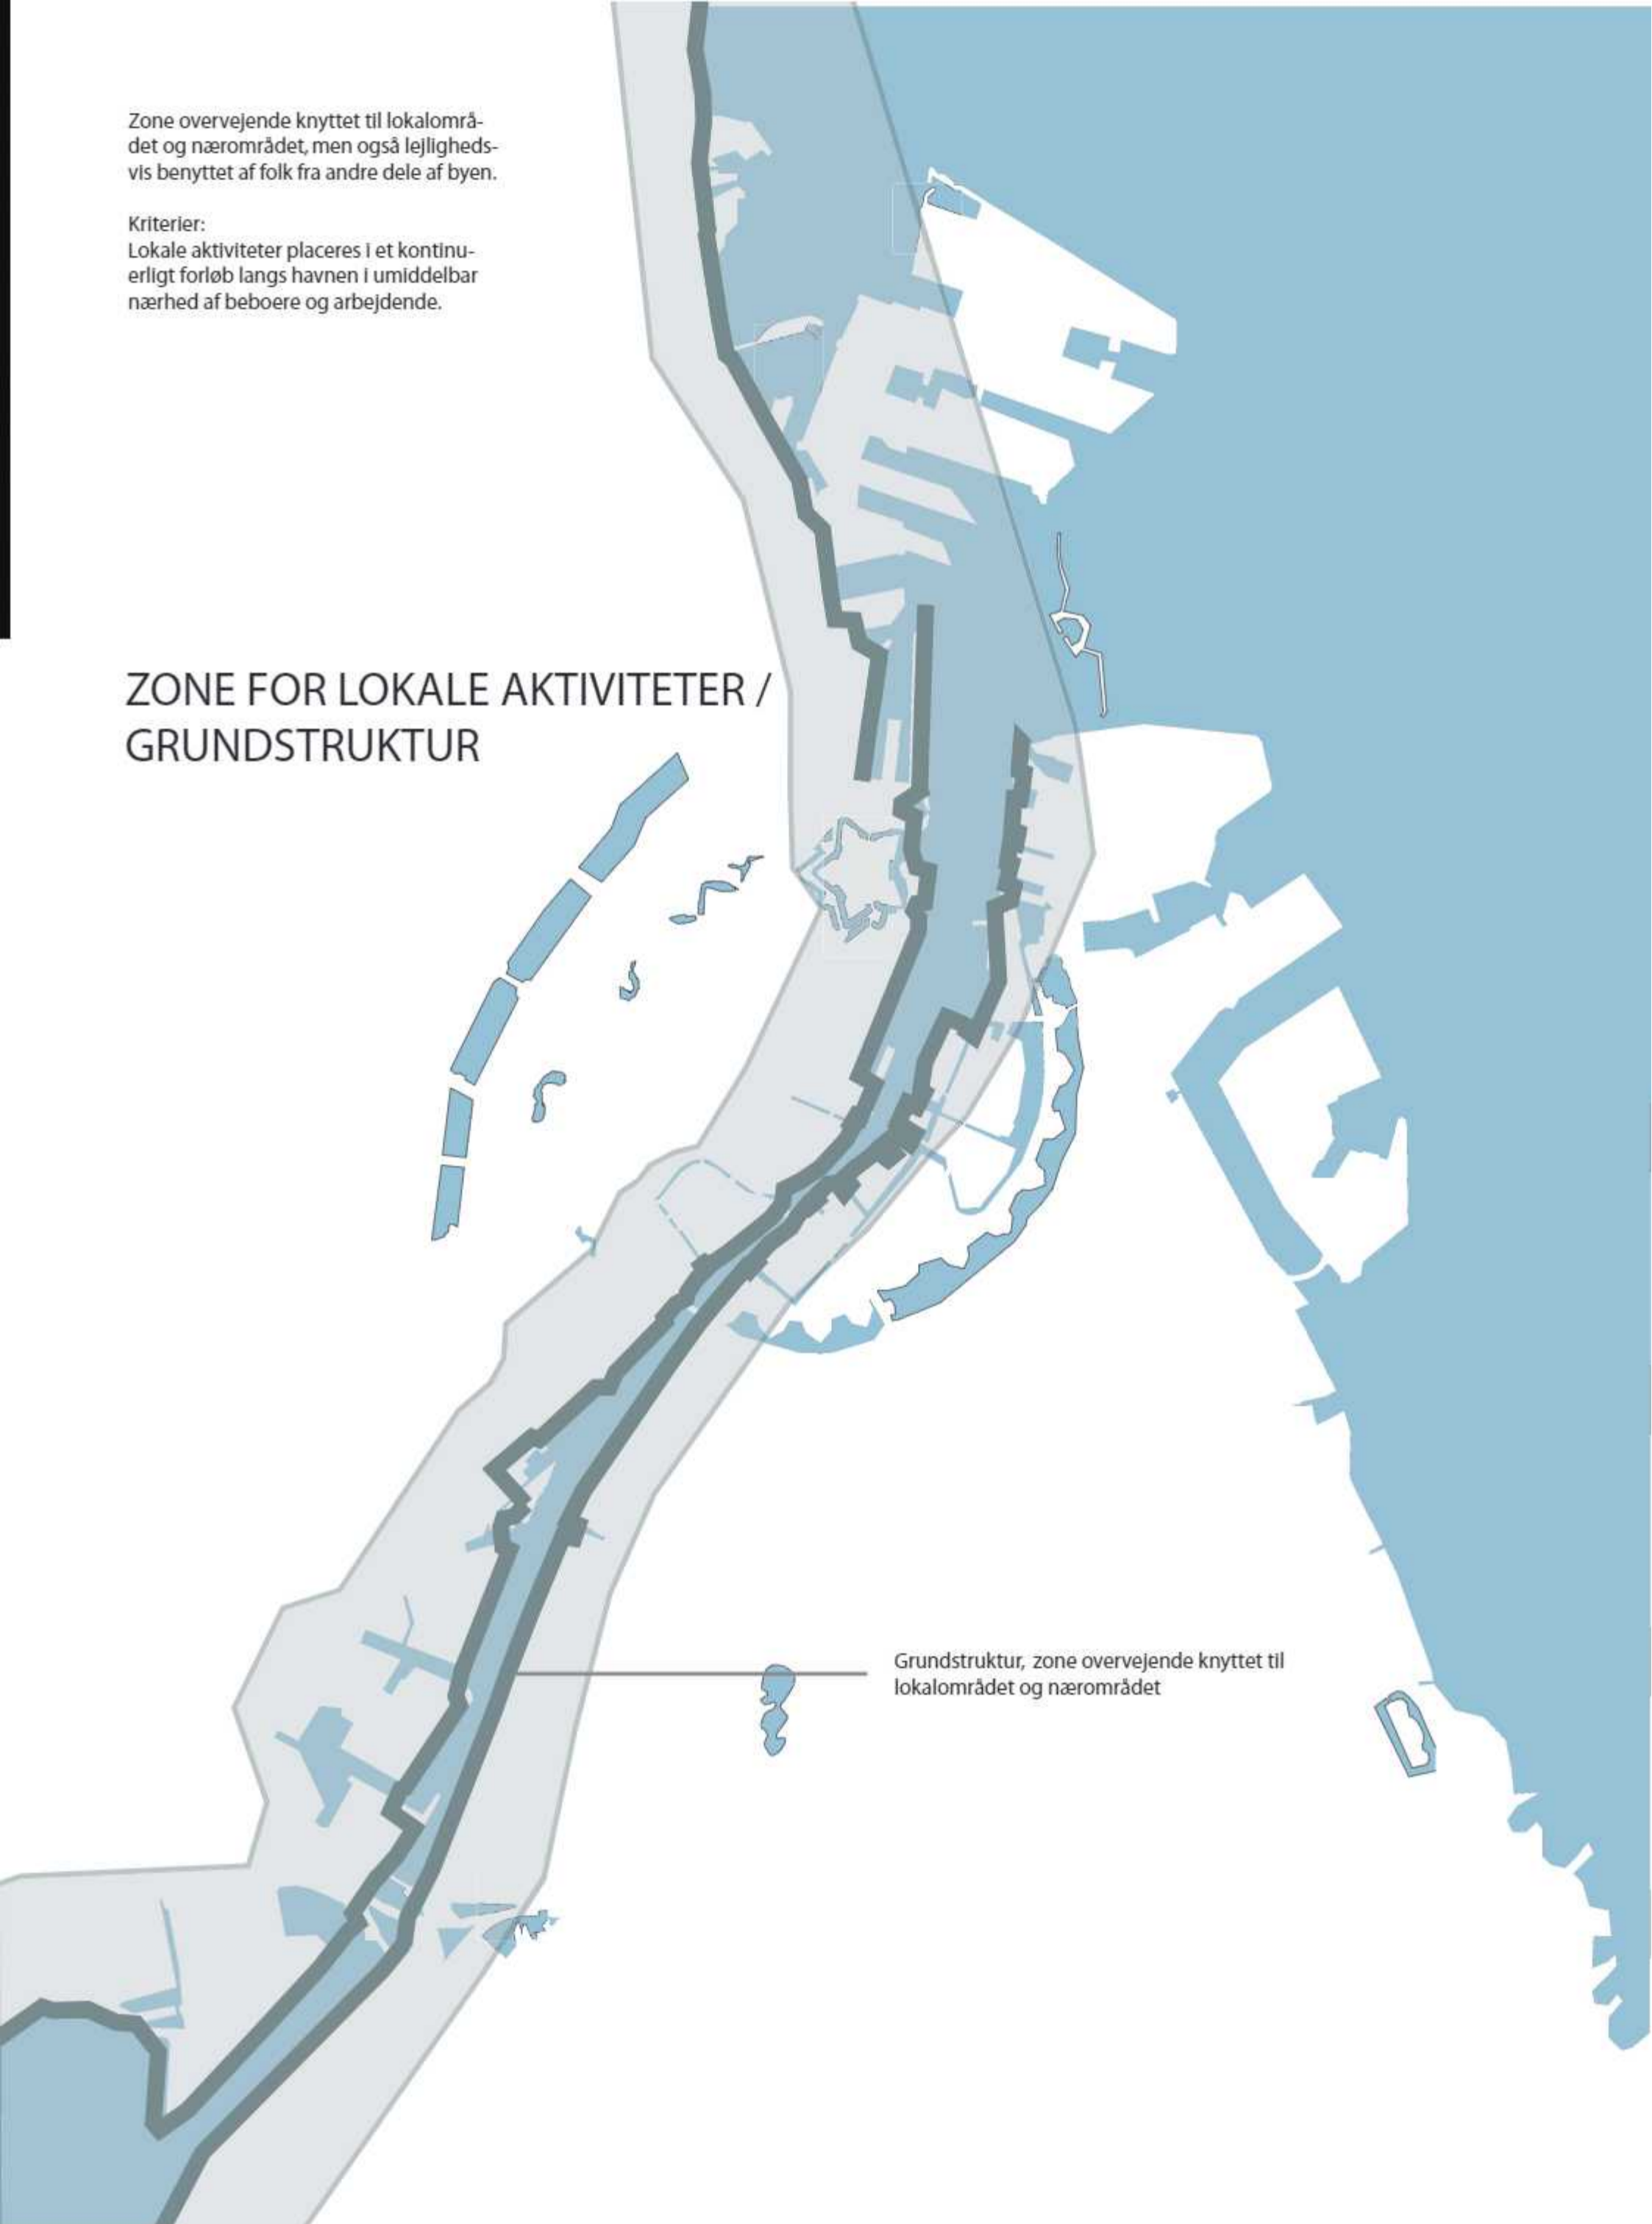 Zone overvejende knyttet til lokalområ-
det og nærområdet, men også lejligheds-
vis benyttet af folk fra andre dele af byen.
Kriterier:
Lokale aktiviteter placeres i et kontinu-
erligt forløb langs havnen i umiddelbar
nærhed af beboere og arbejdende.
ZONE FOR LOKALE AKTIVITETER /
GRUNDSTRUKTUR
Grundstruktur, zone overvejende knyttet til
lokalområdet og nærområdet